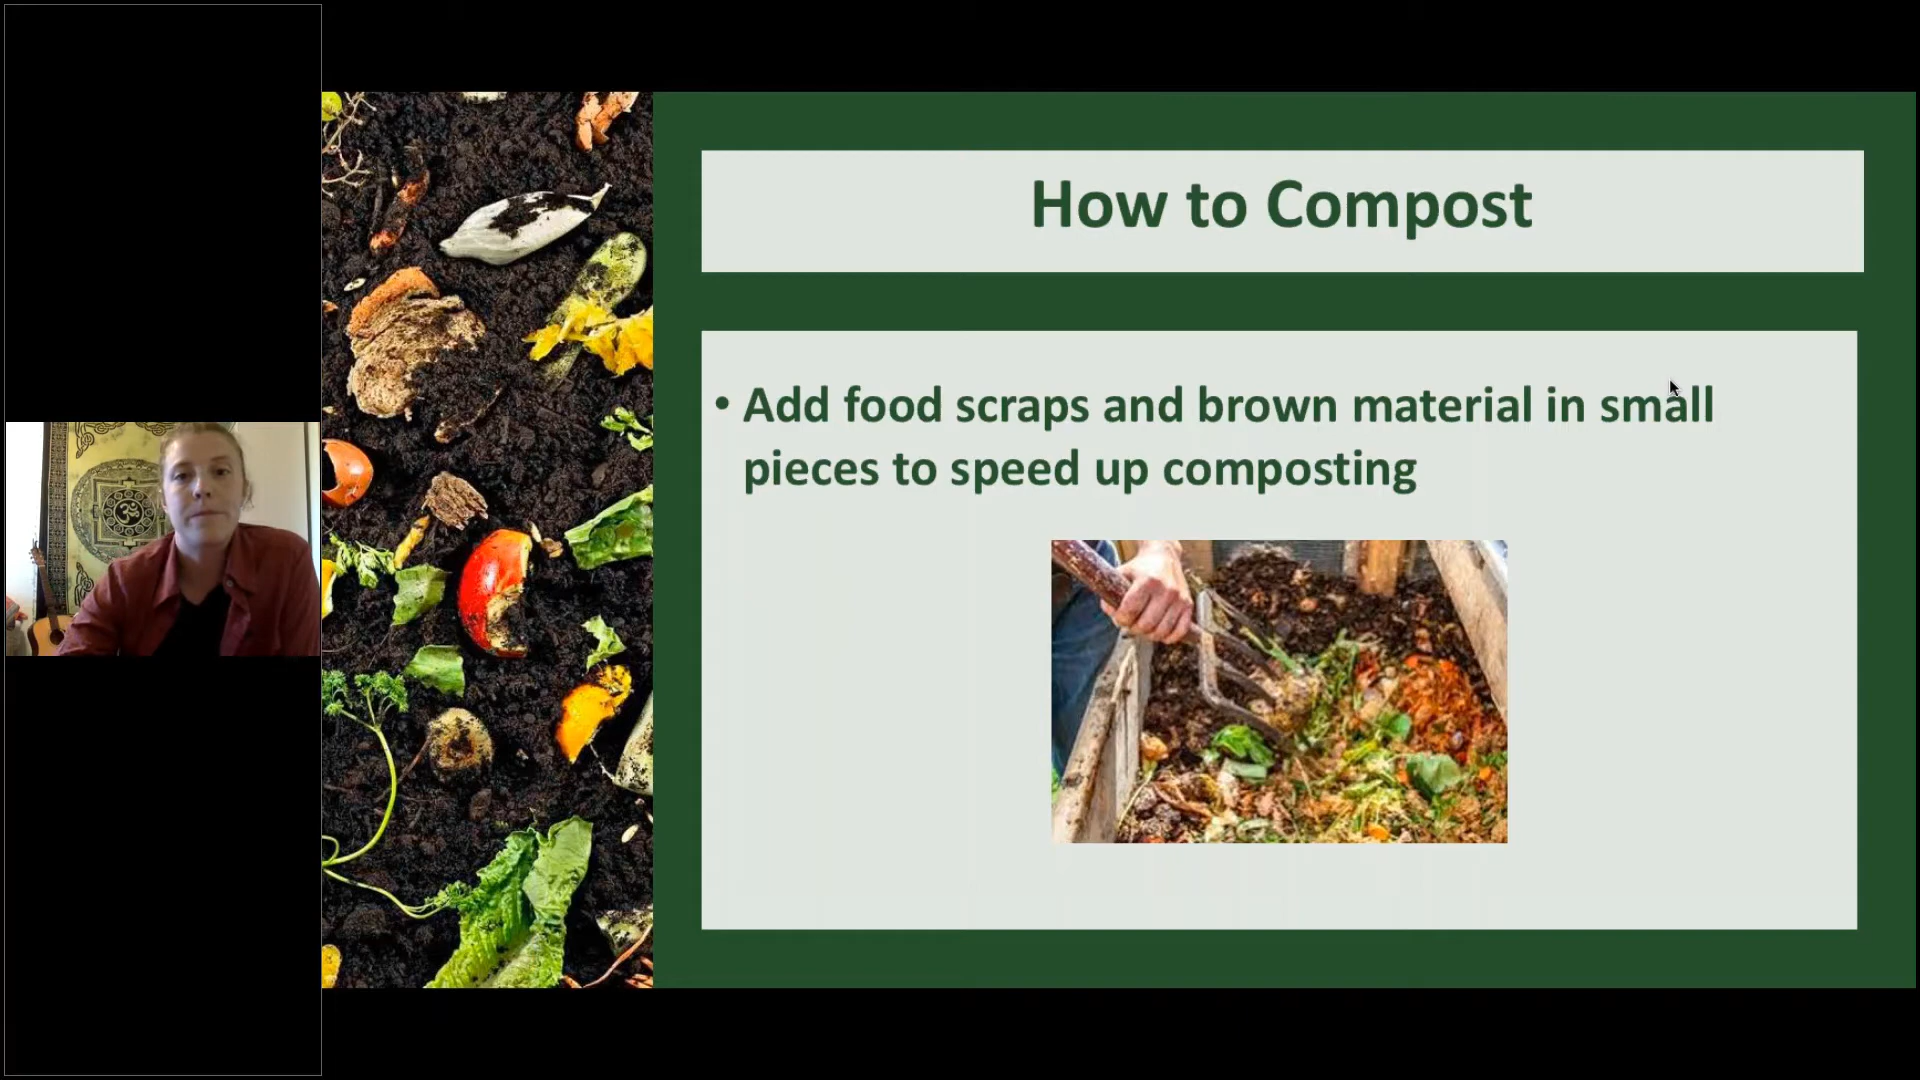 How to Compost
• Add food scraps and brown material in small
pieces to speed up composting
ॐ